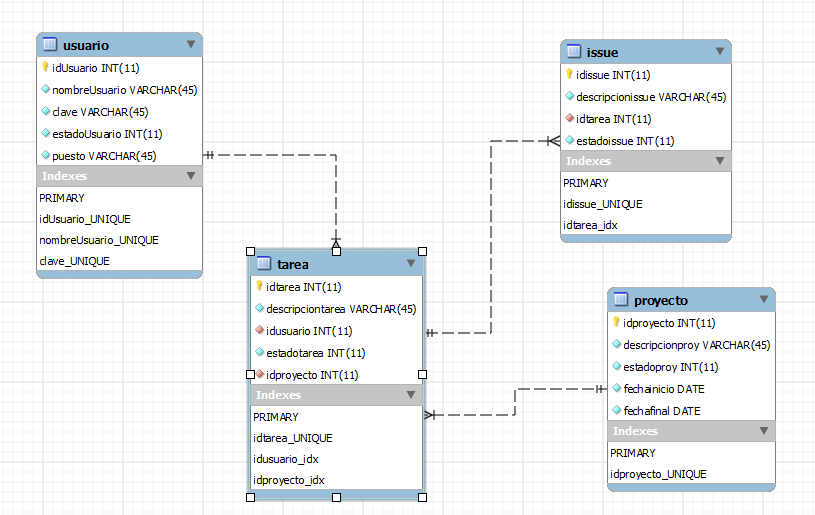 usuario
idUsuario INT(11)
nombreUsuario VARCHAR(45)
clave VARCHAR(45)
estadoUsuario INT(11)
puesto VARCHAR(45)
Indexes
PRIMARY
idUsuario_UNIQUE
nombreUsuario_UNIQUE
clave_UNIQUE
issue
idissue INT(11)
descripcionissue VARCHAR(45)
idtarea INT(11)
estadoissue INT(11)
Indexes
PRIMARY
idissue_UNIQUE
idtarea_idx
tarea
idtarea INT(11)
descripciontarea VARCHAR(45)
idusuario INT(11)
estadotarea INT(11)
idproyecto INT(11)
Indexes
PRIMARY
idtarea_UNIQUE
idusuario_idx
idproyecto_idx
proyecto
idproyecto INT(11)
descripcionproy VARCHAR(45)
estadoproy INT(11)
fechainicio DATE
fechafinal DATE
Indexes
PRIMARY
idproyecto_UNIQUE